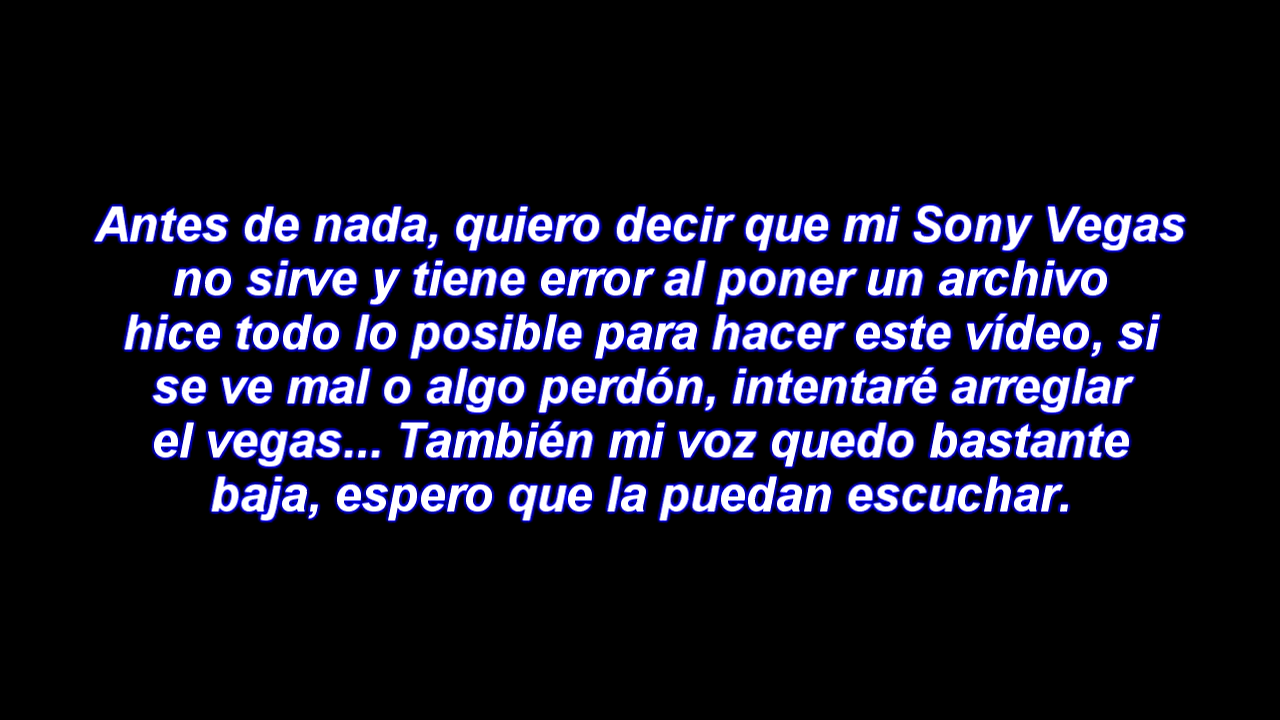 Antes de nada, quiero decir que mi Sony Vegas
no sirve y tiene error al poner un archivo
hice todo lo posible para hacer este vídeo, si
se ve mal o algo perdón, intentaré arreglar
el vegas... También mi voz quedo bastante
baja, espero que la puedan escuchar.